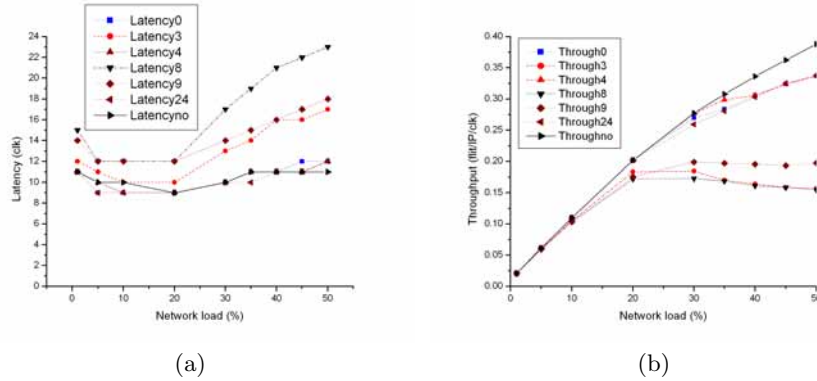 24
22
20
18
16
14
12
10
8
6
4
2
0
Latency (clk)
Latency0
Latency3
Latency4
Latency8
Latency9
Latency24
Latencyno
0 10 20 30 40 50
Network load (%)
(a)
0.40
0.35
0.30
0.25
0.20
0.15
0.10
0.05
0.00
Throughput (flit/IP/clk)
Through0
Through3
Through4
Through8
Through9
Through24
Throughno
0 10 20 30 40 50
Network load (%)
(b)